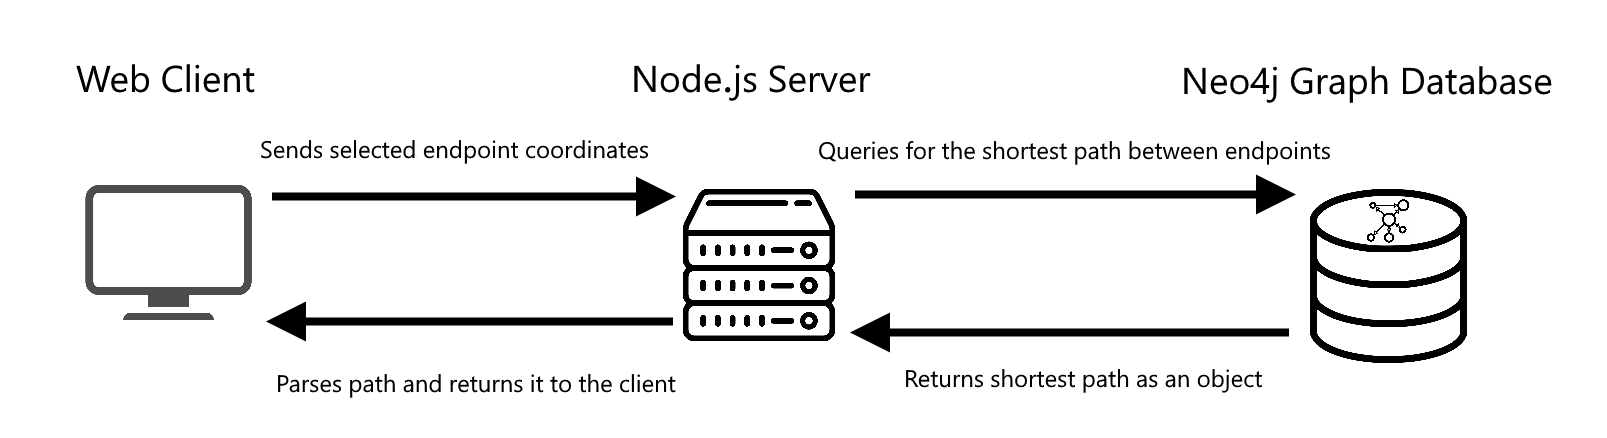 Web Client
Node.js Server
Neo4j Graph Database
Sends selected endpoint coordinates
Queries for the shortest path between endpoints
Parses path and returns it to the client
Returns shortest path as an object